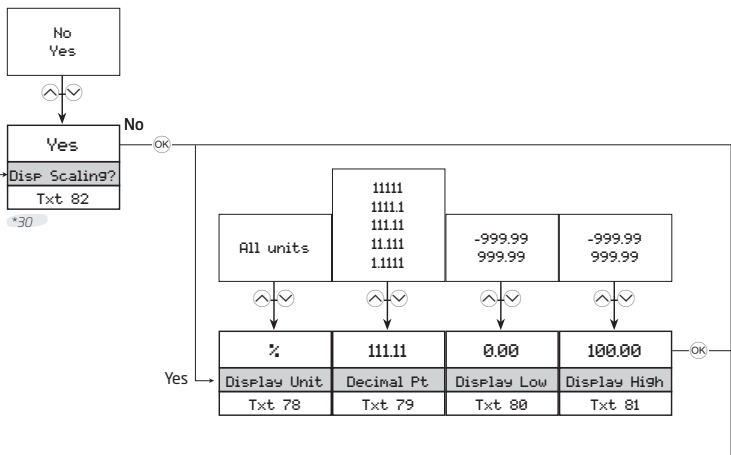 No
Yes
No
Yes
OK
Disp Scaling?
Txt 82
*30
All units
11111
1111.1
111.11
11.111
1.1111
-999.99
999.99
-999.99
999.99
Yes
%
111.11
0.00
100.00
OK
Display Unit
Decimal Pt
Display Low
Display High
Txt 78
Txt 79
Txt 80
Txt 81